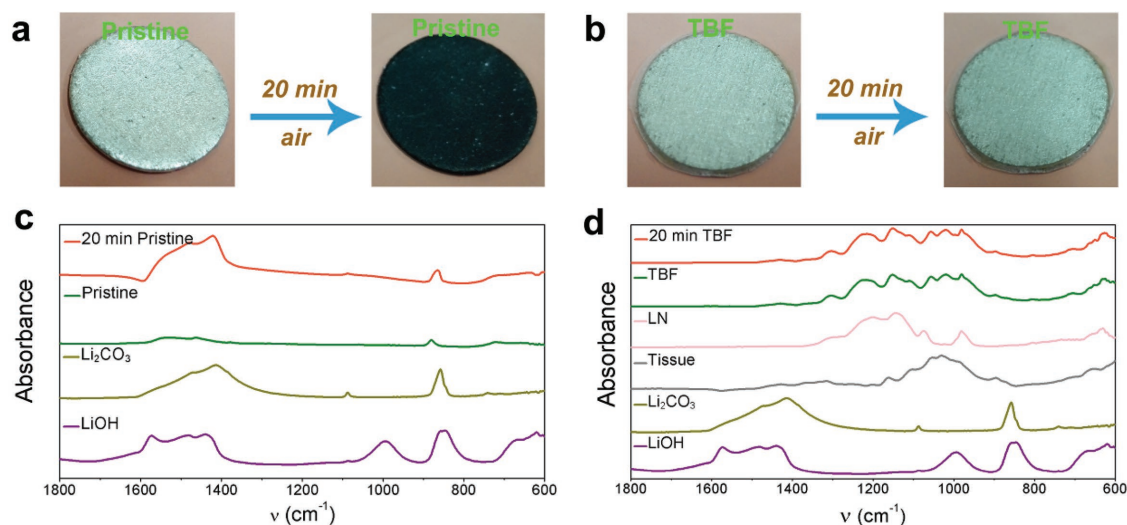 a
Pristine
20 min
air
Pristine
b
TBF
20 min
air
TBF
c
Absorbance
20 min Pristine
Pristine
Li₂CO₃
LiOH
1800 1600 1400 1200 1000 800 600
ν (cm⁻¹)
d
Absorbance
20 min TBF
TBF
LN
Tissue
Li₂CO₃
LiOH
1800 1600 1400 1200 1000 800 600
ν (cm⁻¹)